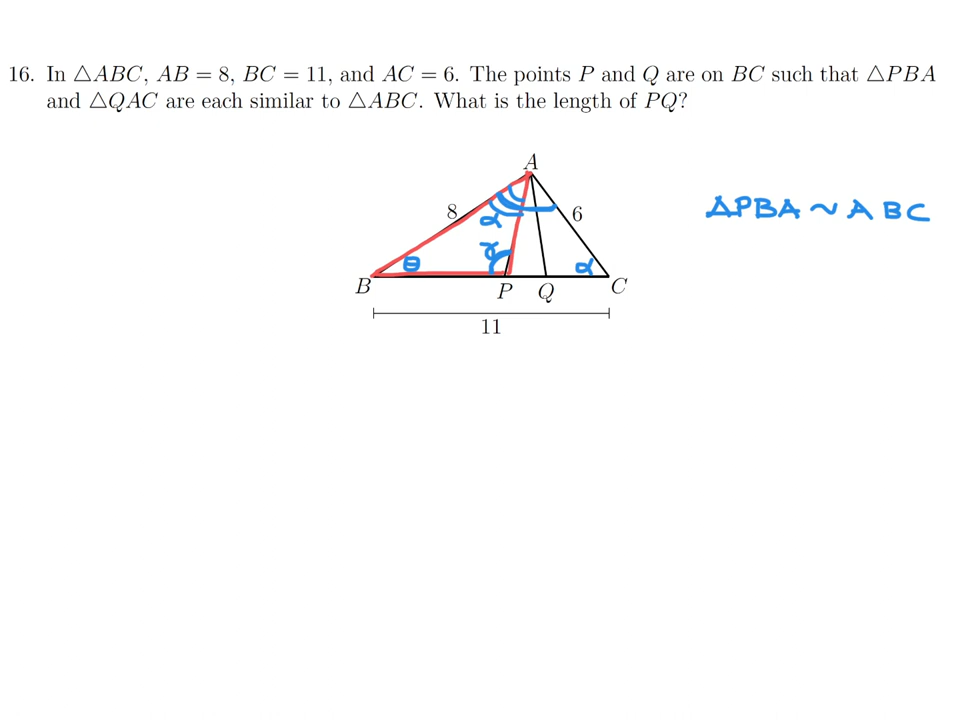 16. In △ABC, AB = 8, BC = 11, and AC = 6. The points P and Q are on BC such that △PBA
and △QAC are each similar to △ABC. What is the length of PQ?
A
8
α
6
△PBA ~ ABC
θ
γ
α
B
P
Q
C
11